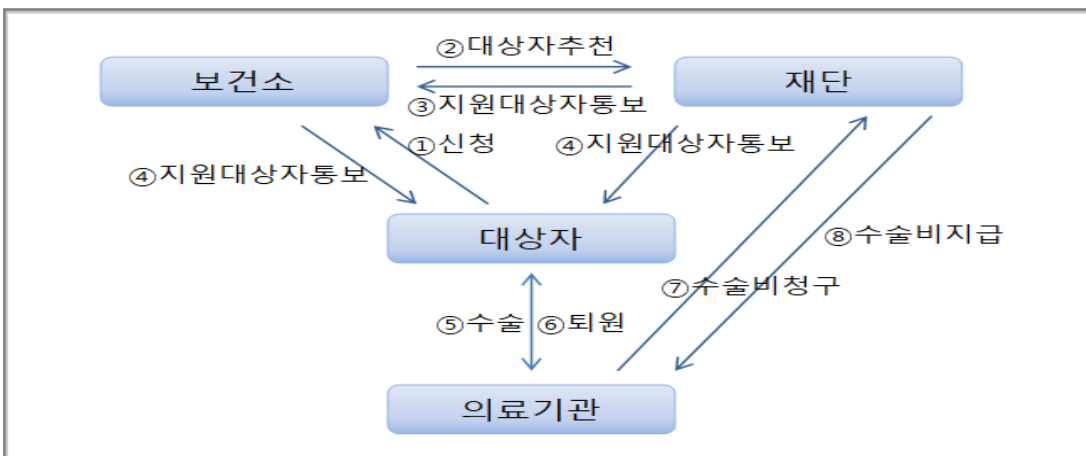 ②대상자추천
보건소
재단
③지원대상자통보
①신청
④지원대상자통보
④지원대상자통보
대상자
⑧수술비지급
⑦수술비청구
⑤수술
⑥퇴원
의료기관